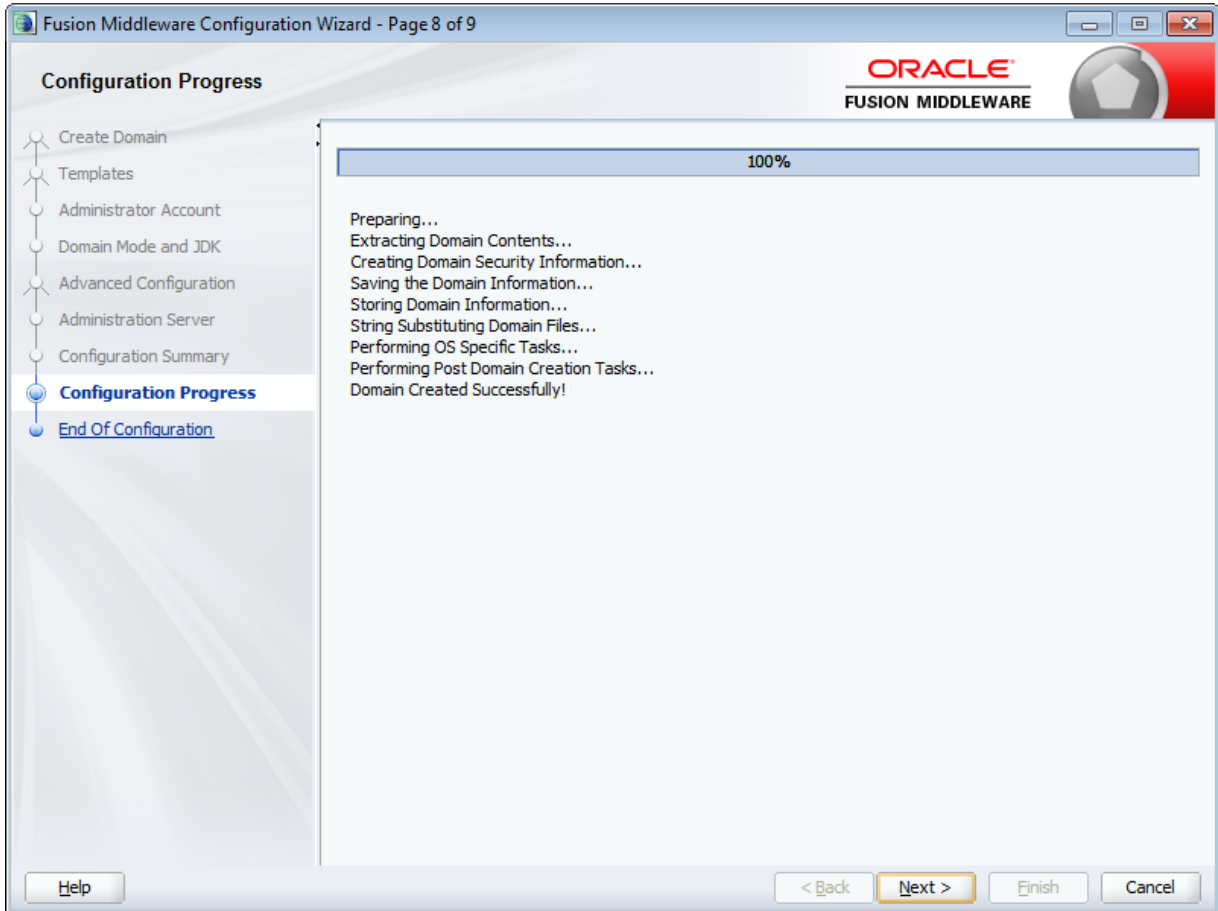 Fusion Middleware Configuration Wizard - Page 8 of 9
Configuration Progress
ORACLE
FUSION MIDDLEWARE
Create Domain
Templates
Administrator Account
Domain Mode and JDK
Advanced Configuration
Administration Server
Configuration Summary
Configuration Progress
End Of Configuration
100%
Preparing...
Extracting Domain Contents...
Creating Domain Security Information...
Saving the Domain Information...
Storing Domain Information...
String Substituting Domain Files...
Performing OS Specific Tasks...
Performing Post Domain Creation Tasks...
Domain Created Successfully!
Help
< Back
Next >
Finish
Cancel